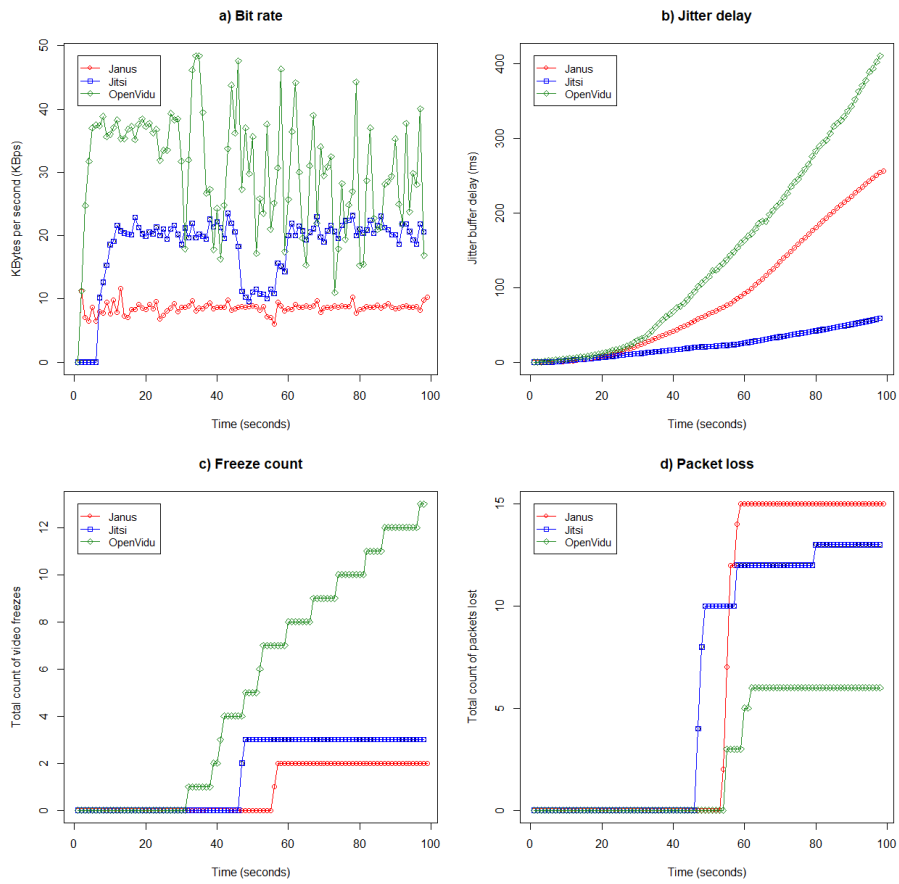 a) Bit rate
KBytes per second (KBps)
50
40
30
20
10
0
Janus
Jitsi
OpenVidu
0 20 40 60 80 100
Time (seconds)
b) Jitter delay
Jitter buffer delay (ms)
400
300
200
100
0
Janus
Jitsi
OpenVidu
0 20 40 60 80 100
Time (seconds)
c) Freeze count
Total count of video freezes
12
10
8
6
4
2
0
Janus
Jitsi
OpenVidu
0 20 40 60 80 100
Time (seconds)
d) Packet loss
Total count of packets lost
15
10
5
0
Janus
Jitsi
OpenVidu
0 20 40 60 80 100
Time (seconds)